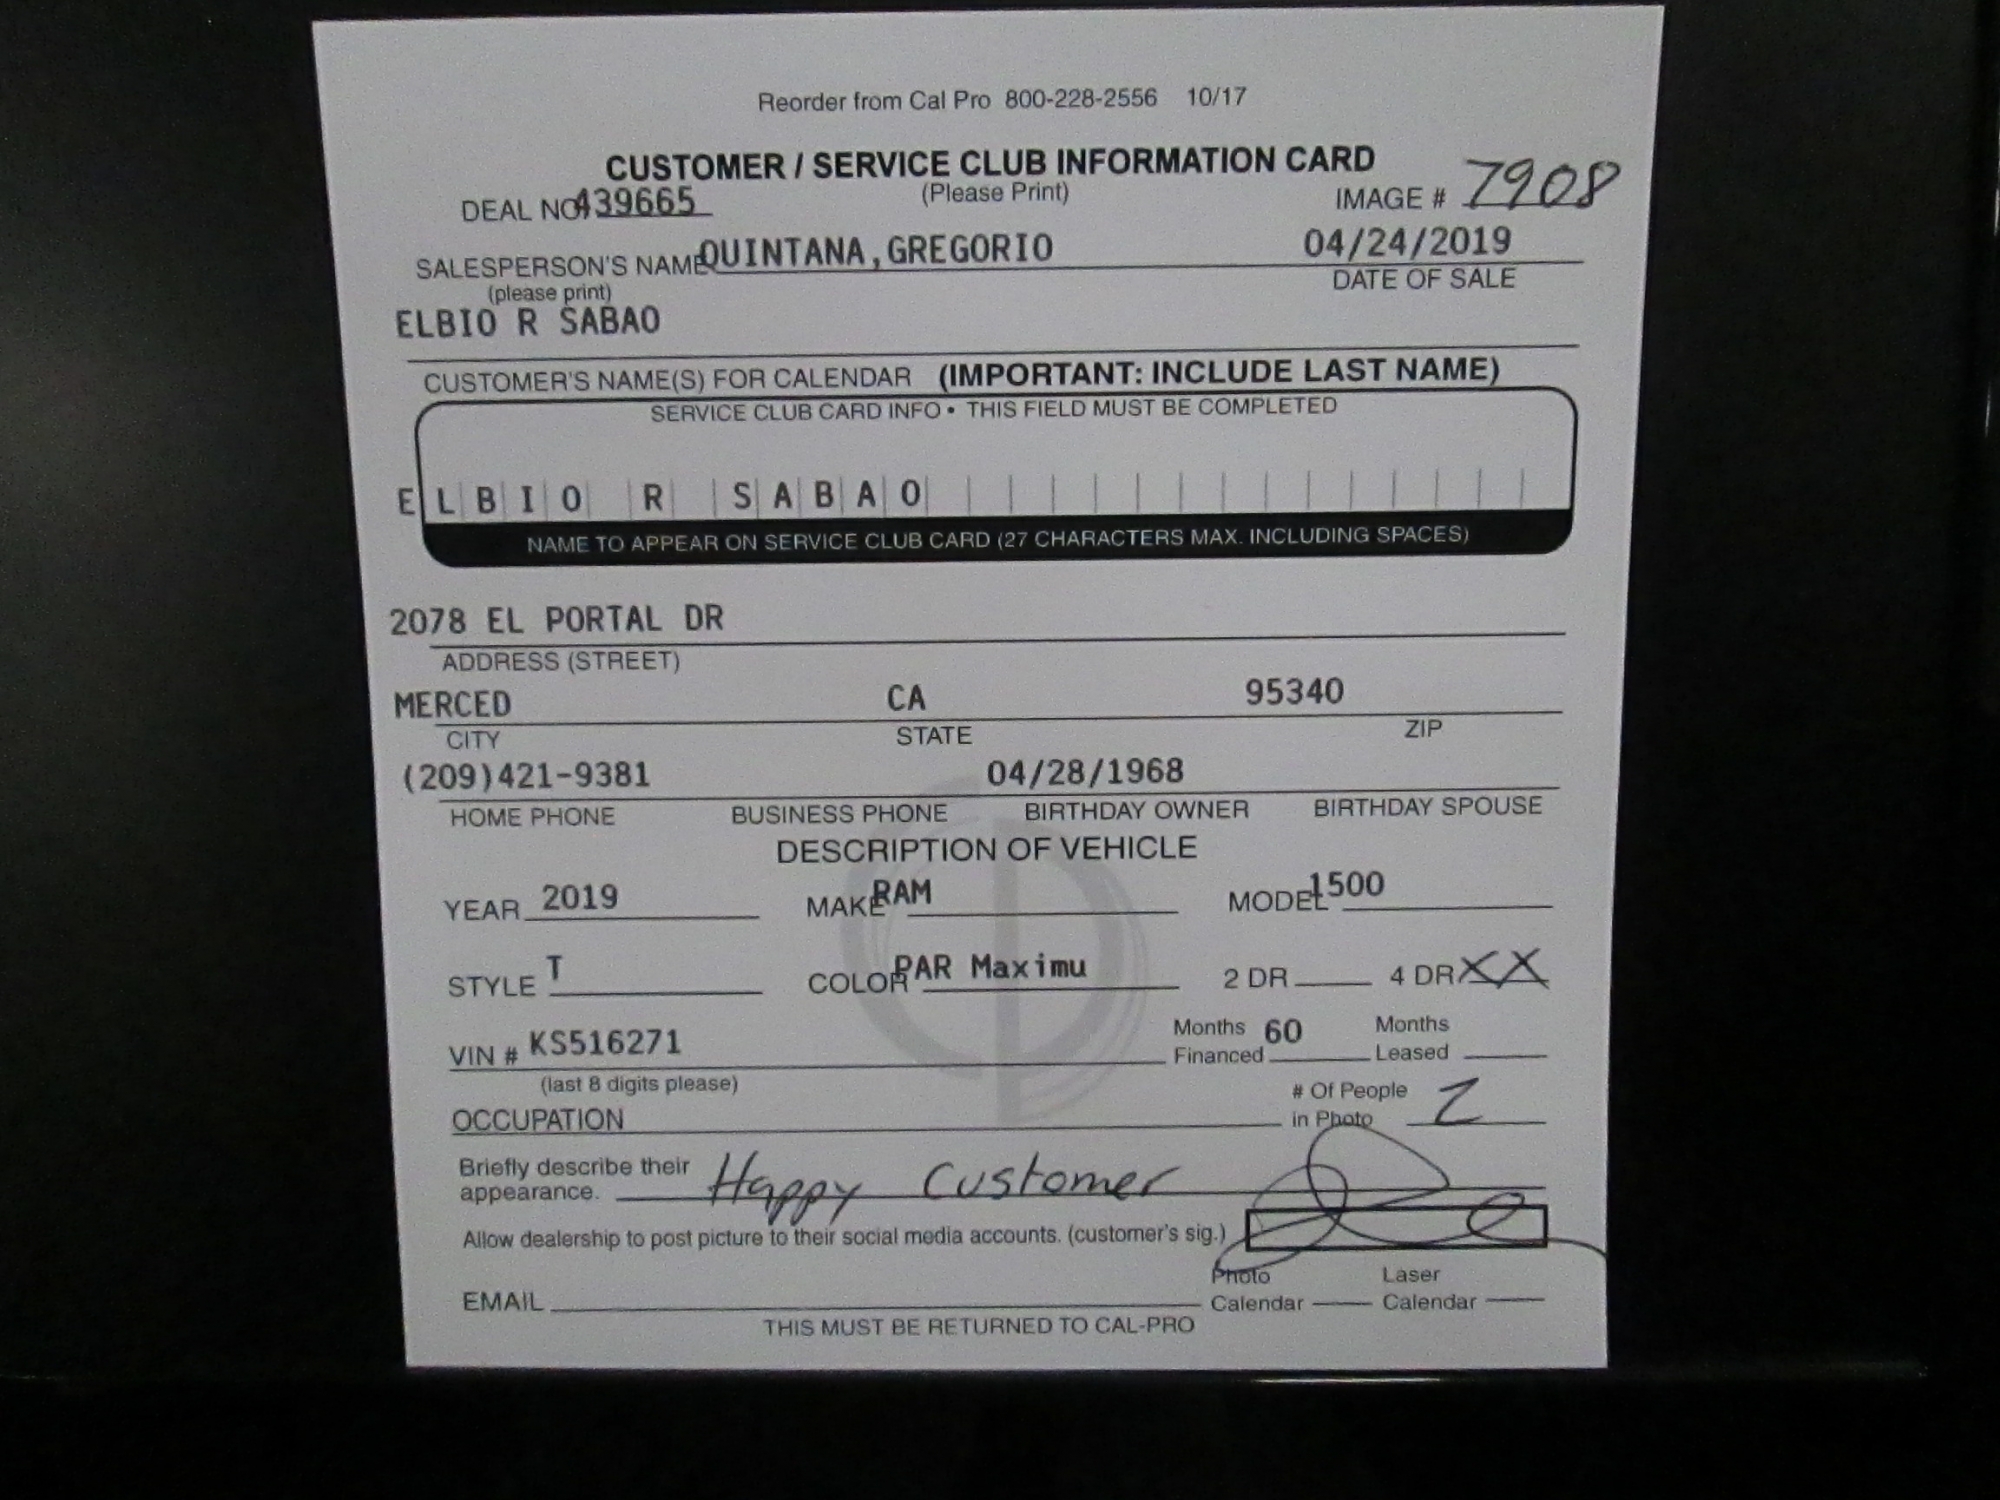 Reorder from Cal Pro 800-228-2556 10/17
CUSTOMER / SERVICE CLUB INFORMATION CARD
(Please Print)
DEAL NO 439665 IMAGE # 7908
SALESPERSON'S NAME QUINTANA,GREGORIO 04/24/2019
(please print) DATE OF SALE
ELBIO R SABAO
CUSTOMER'S NAME(S) FOR CALENDAR (IMPORTANT: INCLUDE LAST NAME)
SERVICE CLUB CARD INFO • THIS FIELD MUST BE COMPLETED
ELBIO R SABAO
NAME TO APPEAR ON SERVICE CLUB CARD (27 CHARACTERS MAX. INCLUDING SPACES)
2078 EL PORTAL DR
ADDRESS (STREET)
MERCED CA 95340
CITY STATE ZIP
(209)421-9381 04/28/1968
HOME PHONE BUSINESS PHONE BIRTHDAY OWNER BIRTHDAY SPOUSE
DESCRIPTION OF VEHICLE
YEAR 2019 MAKE RAM MODEL 1500
STYLE T COLOR PAR Maximu 2 DR 4 DR XX
VIN # KS516271 Months Financed 60 Months Leased
(last 8 digits please)
OCCUPATION # Of People in Photo 2
Briefly describe their appearance. Happy Customer
Allow dealership to post picture to their social media accounts. (customer's sig.)
EMAIL Photo Calendar Laser Calendar
THIS MUST BE RETURNED TO CAL-PRO